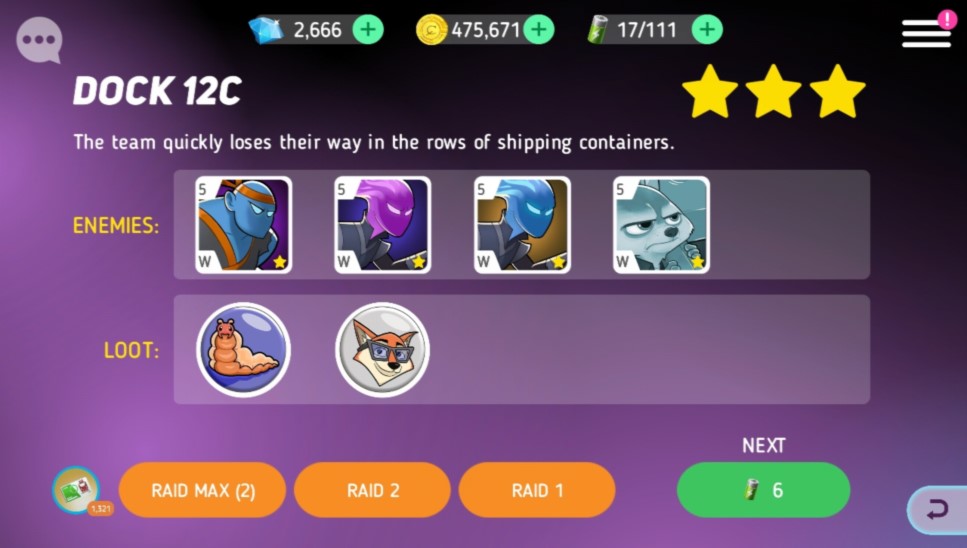 2,666
475,671
17/111
!
DOCK 12C
The team quickly loses their way in the rows of shipping containers.
ENEMIES:
5 W
5 W
5 W
5 W
LOOT:
NEXT
1,321
RAID MAX (2)
RAID 2
RAID 1
6